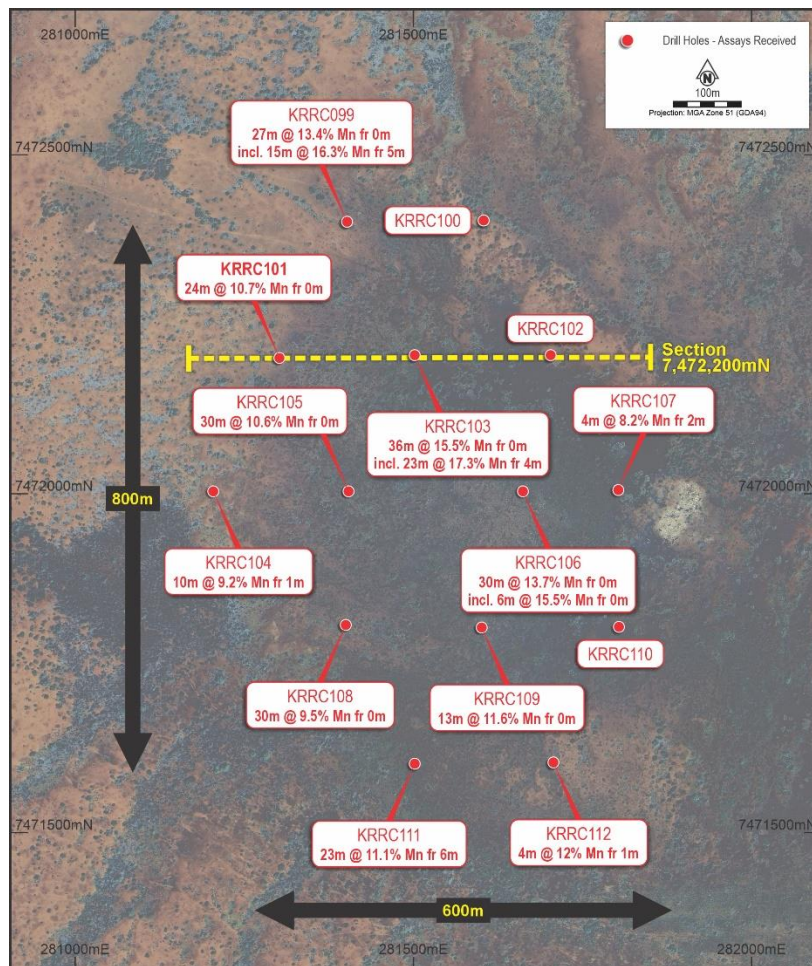 281000mE
281500mE
Drill Holes - Assays Received
N
100m
Projection: MGA Zone 51 (GDA94)
7472500mN
7472500mN
KRRC099
27m @ 13.4% Mn fr 0m
incl. 15m @ 16.3% Mn fr 5m
KRRC100
KRRC101
24m @ 10.7% Mn fr 0m
KRRC102
Section
7,472,200mN
KRRC105
30m @ 10.6% Mn fr 0m
KRRC103
36m @ 15.5% Mn fr 0m
incl. 23m @ 17.3% Mn fr 4m
KRRC107
4m @ 8.2% Mn fr 2m
7472000mN
7472000mN
800m
KRRC104
10m @ 9.2% Mn fr 1m
KRRC106
30m @ 13.7% Mn fr 0m
incl. 6m @ 15.5% Mn fr 0m
KRRC110
KRRC108
30m @ 9.5% Mn fr 0m
KRRC109
13m @ 11.6% Mn fr 0m
7471500mN
7471500mN
KRRC111
23m @ 11.1% Mn fr 6m
KRRC112
4m @ 12% Mn fr 1m
600m
281000mE
281500mE
282000mE